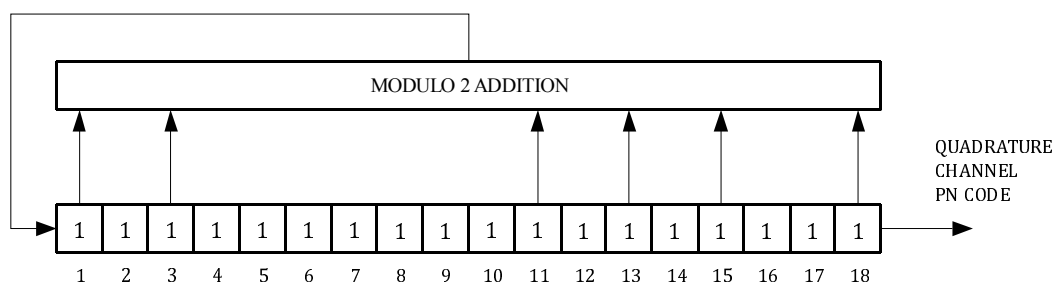 MODULO 2 ADDITION
QUADRATURE
CHANNEL
PN CODE
1 1 1 1 1 1 1 1 1 1 1 1 1 1 1 1 1 1
1 2 3 4 5 6 7 8 9 10 11 12 13 14 15 16 17 18